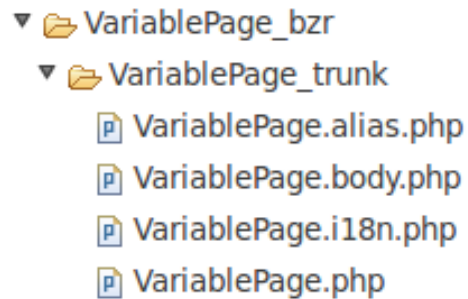 VariablePage_bzr
VariablePage_trunk
VariablePage.alias.php
VariablePage.body.php
VariablePage.i18n.php
VariablePage.php